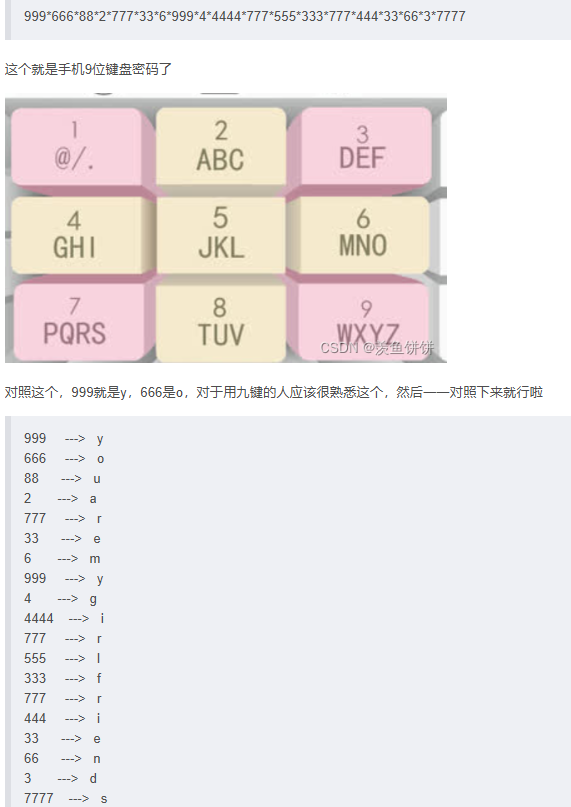 999*666*88*2*777*33*6*999*4*4444*777*555*333*777*444*33*66*3*7777
这个就是手机9位键盘密码了
1 2 3
@/. ABC DEF
4 5 6
GHI JKL MNO
7 8 9
PQRS TUV WXYZ
CSDN @羡鱼饼饼
对照这个，999就是y，666是o，对于用九键的人应该很熟悉这个，然后一一对照下来就行啦
999 ---> y
666 ---> o
88 ---> u
2 ---> a
777 ---> r
33 ---> e
6 ---> m
999 ---> y
4 ---> g
4444 ---> i
777 ---> r
555 ---> l
333 ---> f
777 ---> r
444 ---> i
33 ---> e
66 ---> n
3 ---> d
7777 ---> s